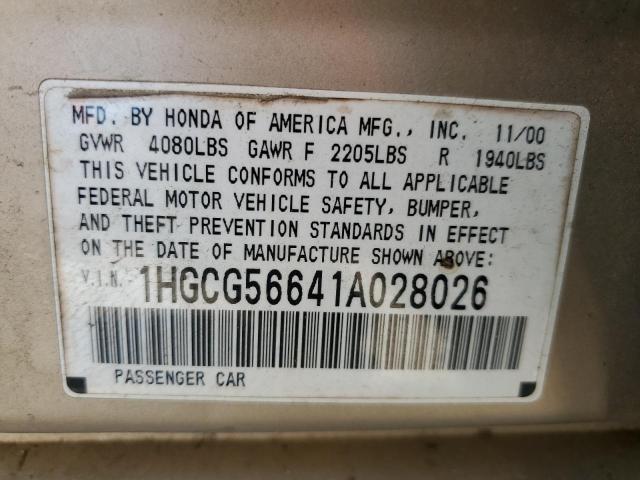 MFD. BY HONDA OF AMERICA MFG., INC. 11/00
GVWR 4080LBS GAWR F 2205LBS R 1940LBS
THIS VEHICLE CONFORMS TO ALL APPLICABLE
FEDERAL MOTOR VEHICLE SAFETY, BUMPER,
AND THEFT PREVENTION STANDARDS IN EFFECT
ON THE DATE OF MANUFACTURE SHOWN ABOVE:
V.I.N.- 1HGCG56641A028026
PASSENGER CAR